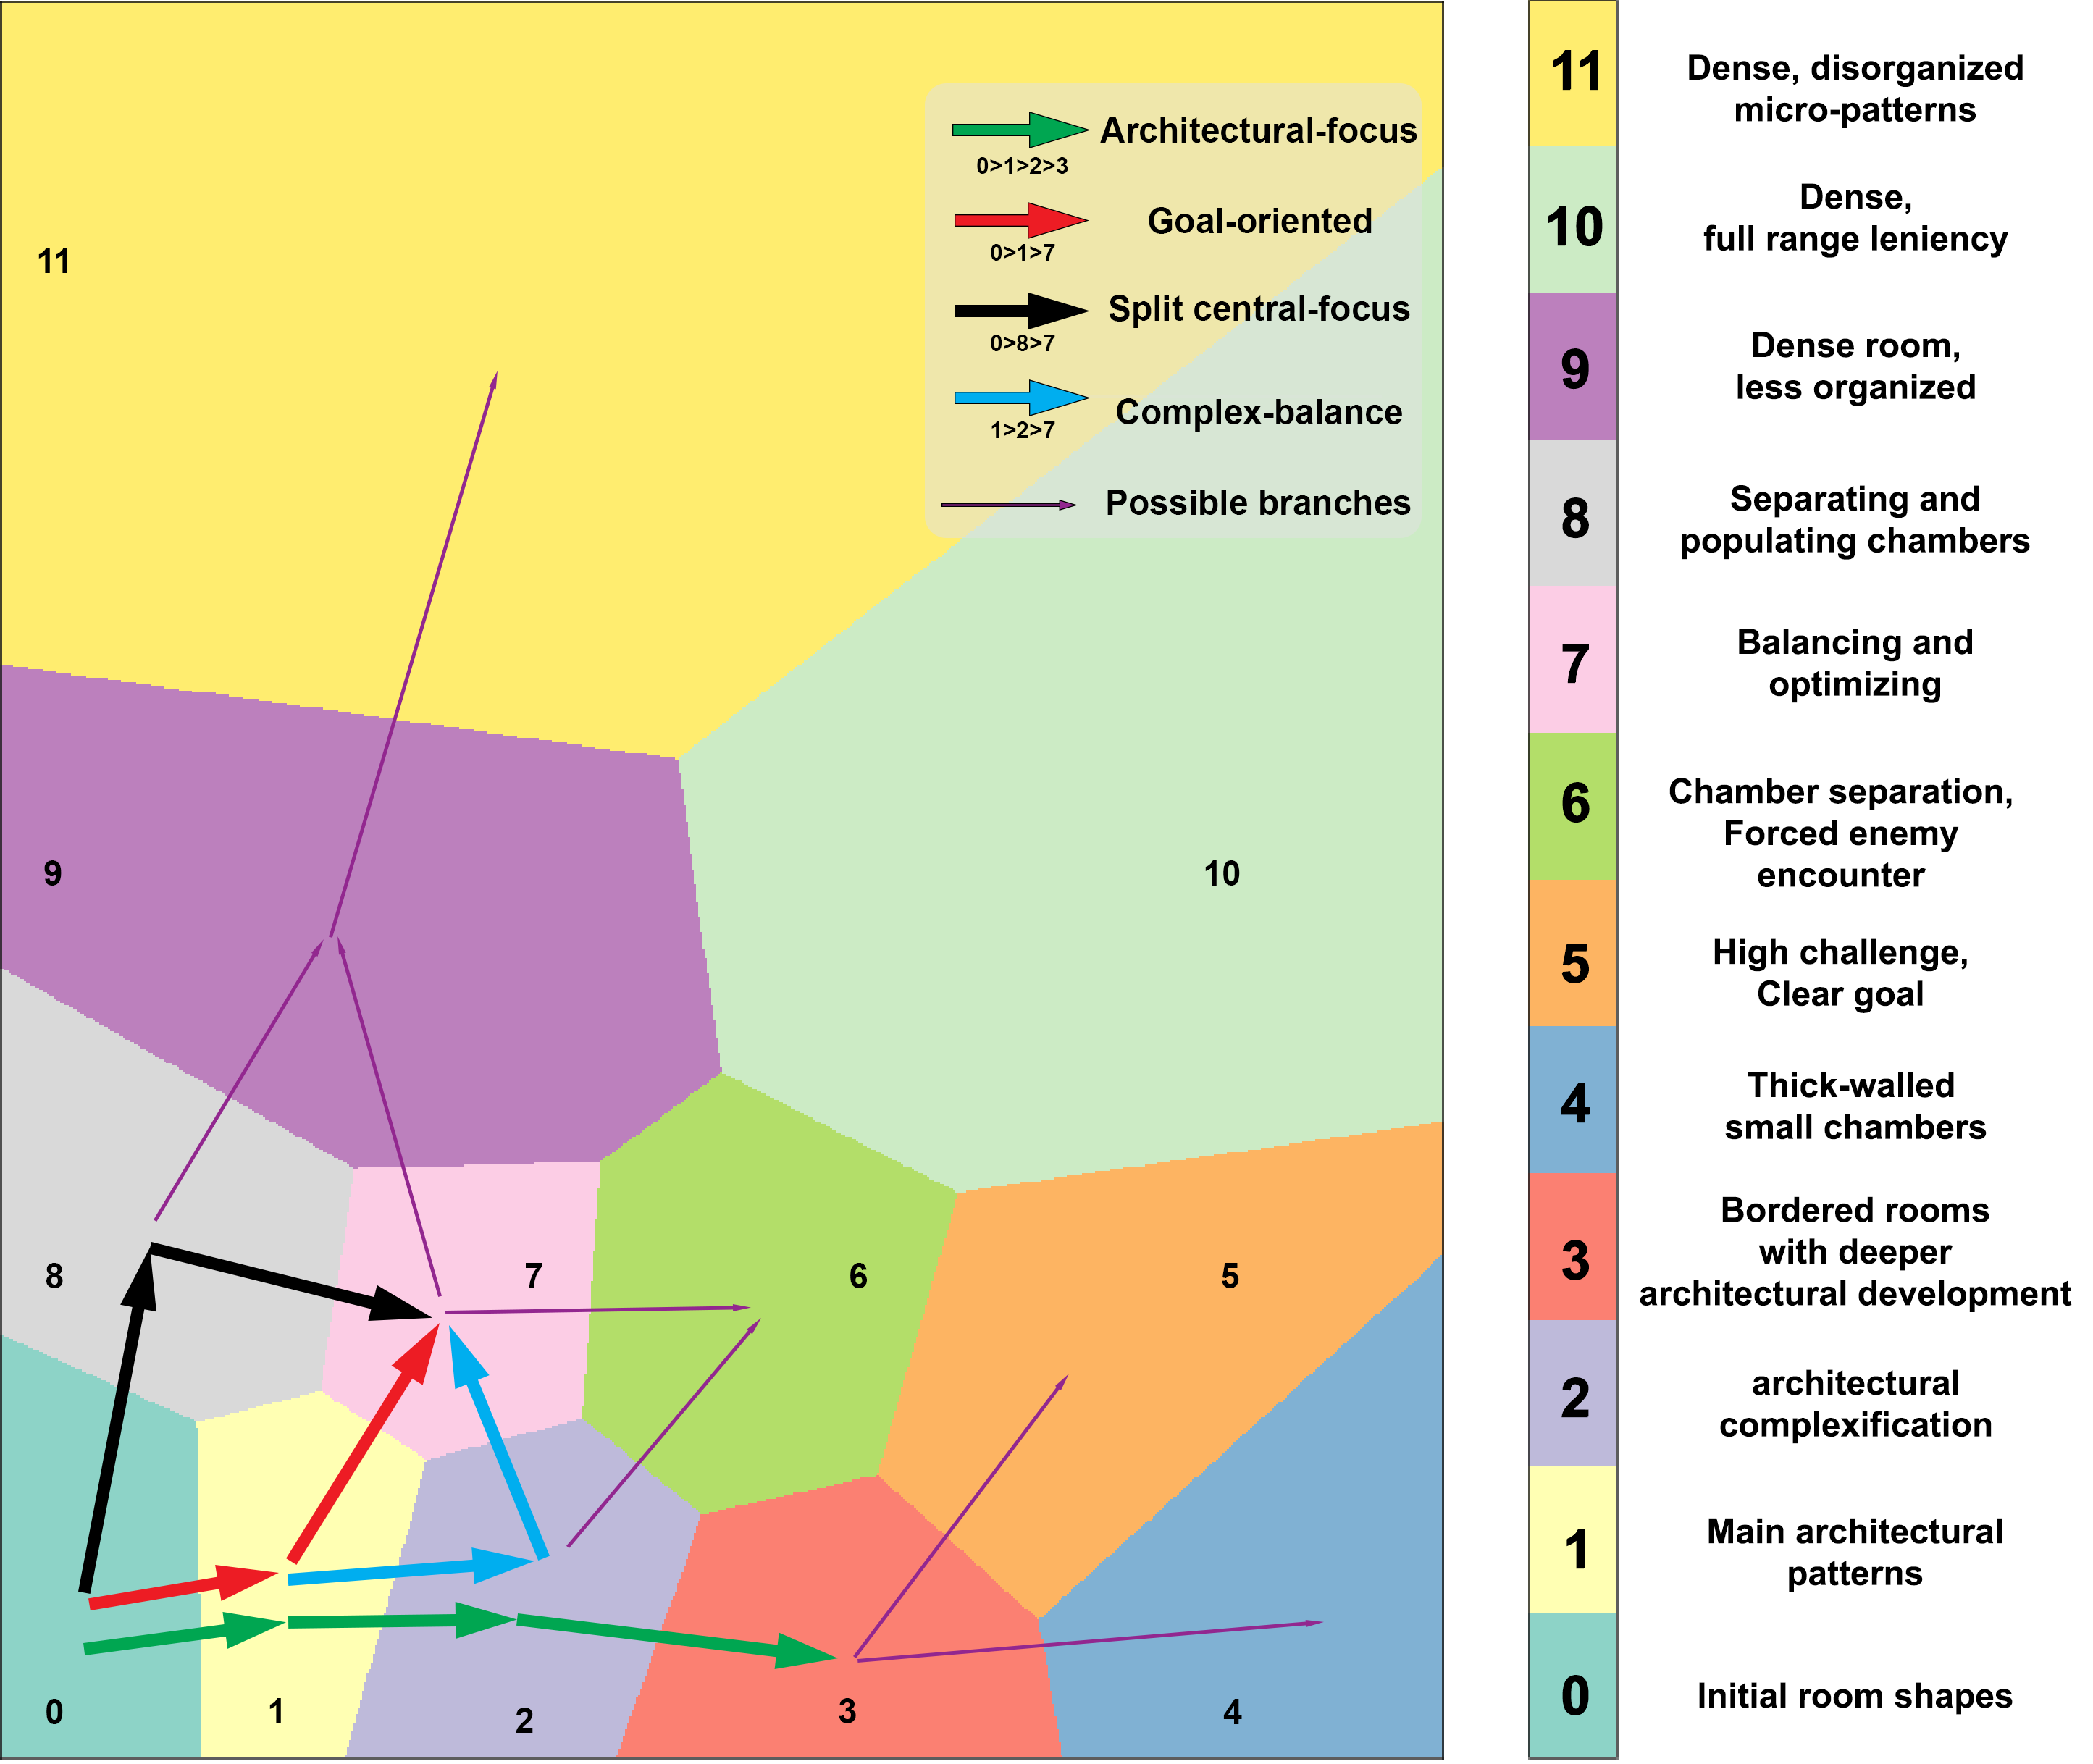 11
9
10
8
7
6
5
0
1
2
3
4
Architectural-focus
0>1>2>3
Goal-oriented
0>1>7
Split central-focus
0>8>7
Complex-balance
1>2>7
Possible branches
11
Dense, disorganized
micro-patterns
10
Dense,
full range leniency
9
Dense room,
less organized
8
Separating and
populating chambers
7
Balancing and
optimizing
6
Chamber separation,
Forced enemy
encounter
5
High challenge,
Clear goal
4
Thick-walled
small chambers
3
Bordered rooms
with deeper
architectural development
2
architectural
complexification
1
Main architectural
patterns
0
Initial room shapes